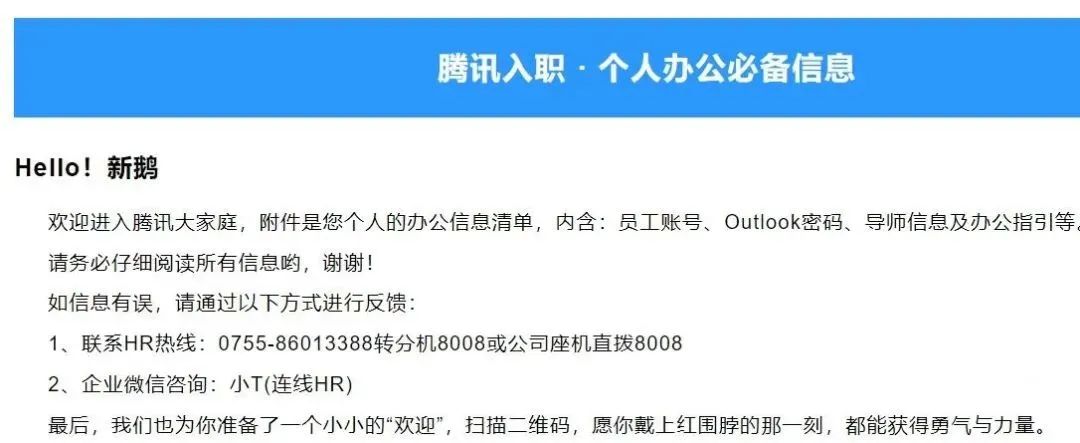 腾讯入职 · 个人办公必备信息
Hello！新鹅
欢迎进入腾讯大家庭，附件是您个人的办公信息清单，内含：员工账号、Outlook密码、导师信息及办公指引等。
请务必仔细阅读所有信息哟，谢谢！
如信息有误，请通过以下方式进行反馈：
1、联系HR热线：0755-86013388转分机8008或公司座机直拨8008
2、企业微信咨询：小T(连线HR)
最后，我们也为你准备了一个小小的“欢迎”，扫描二维码，愿你戴上红围脖的那一刻，都能获得勇气与力量。